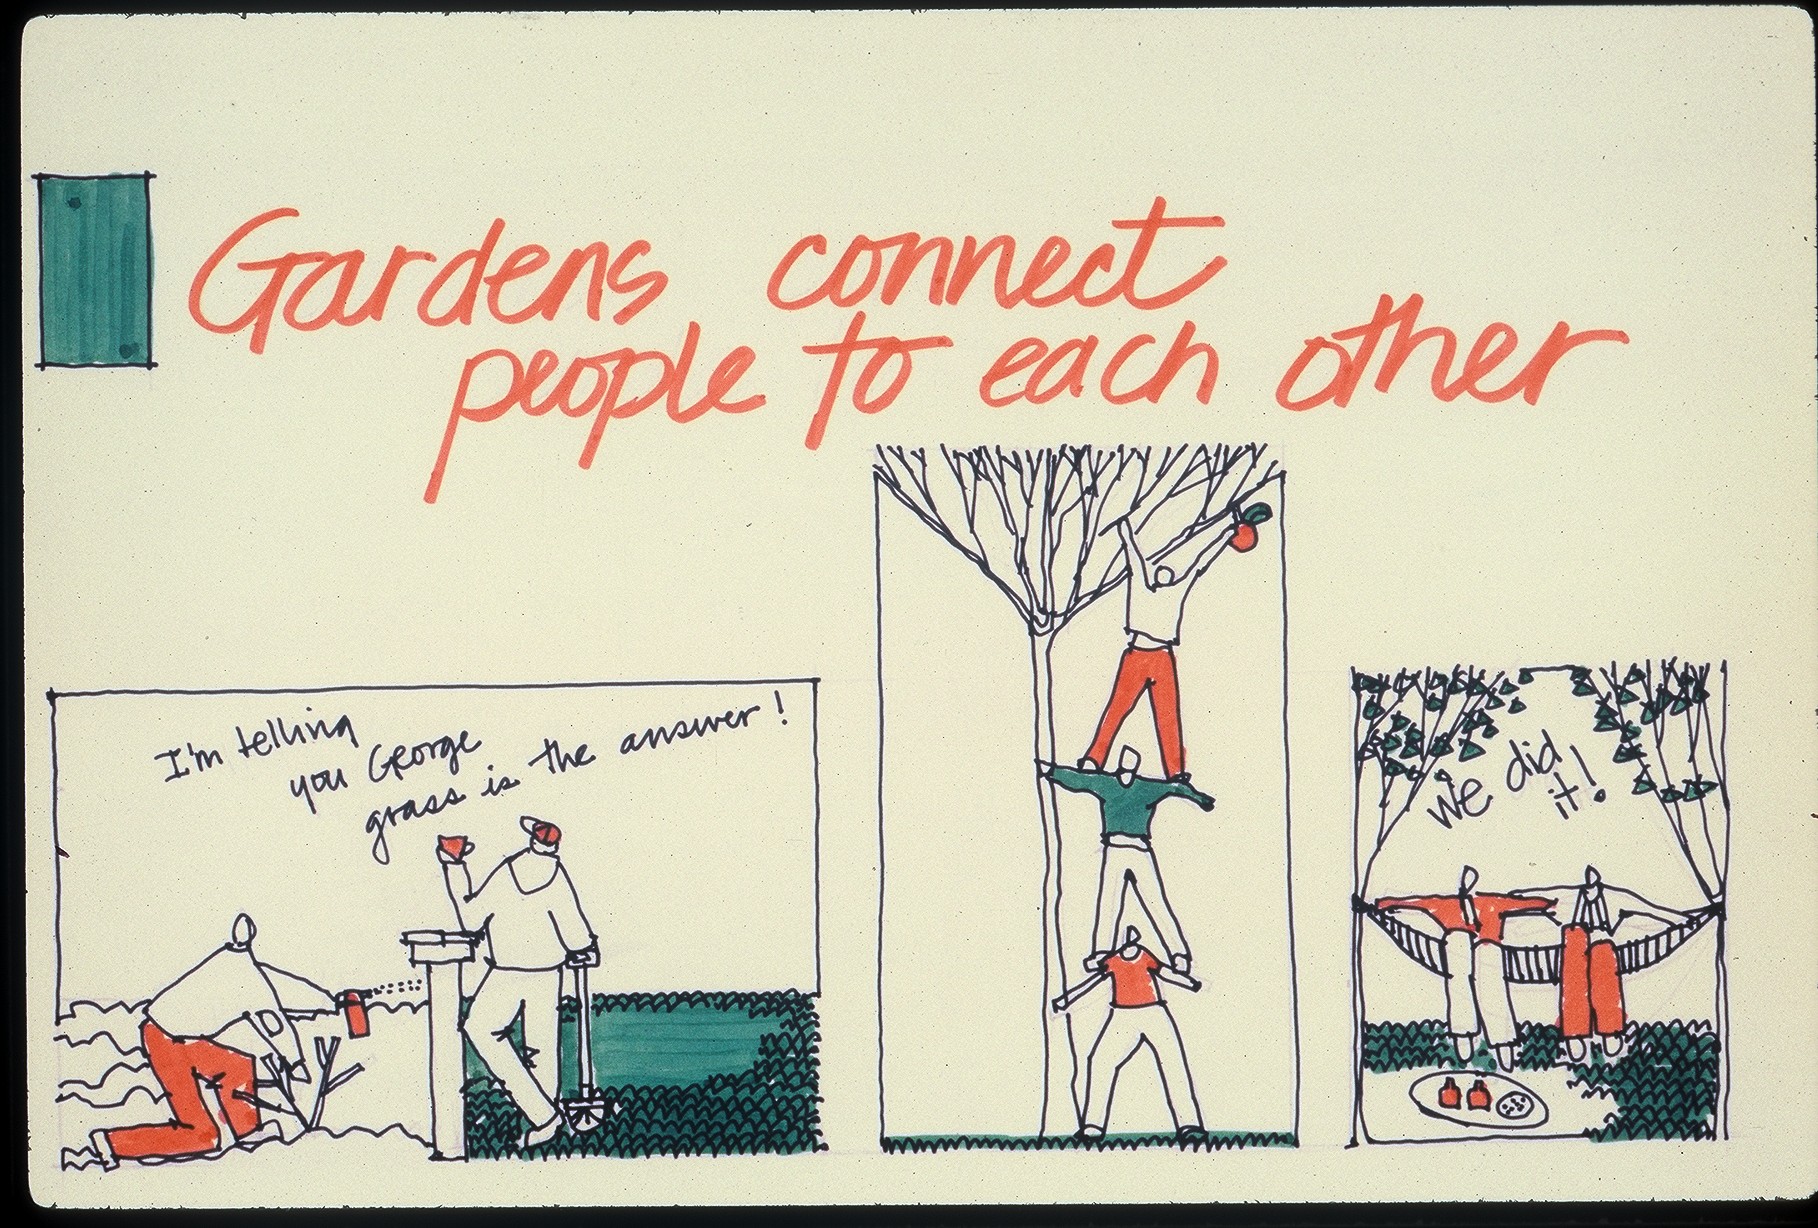 Gardens connect
people to each other
I'm telling
you George
grass is the answer!
we did
it!